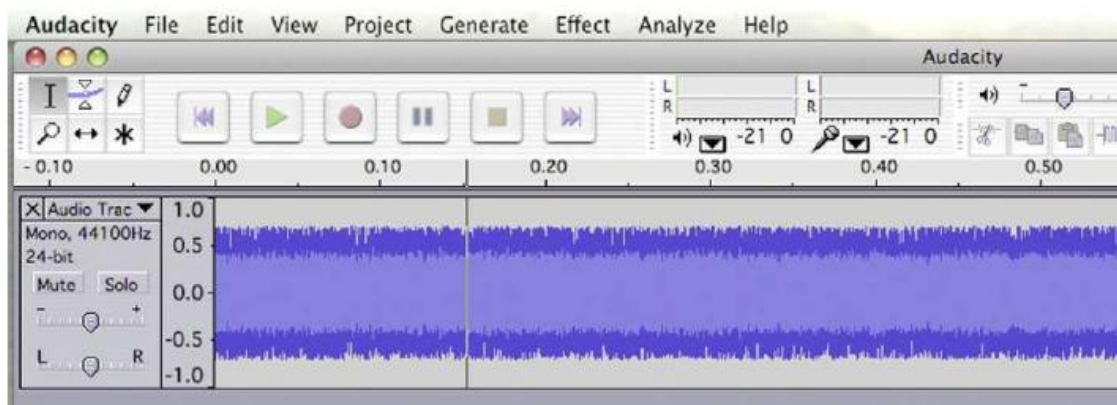 Audacity File Edit View Project Generate Effect Analyze Help
Audacity
L
R
-21 0
L
R
-21 0
- 0.10 0.00 0.10 0.20 0.30 0.40 0.50
X Audio Trac
Mono, 44100Hz
24-bit
Mute Solo
- +
L R
1.0
0.5
0.0
-0.5
-1.0